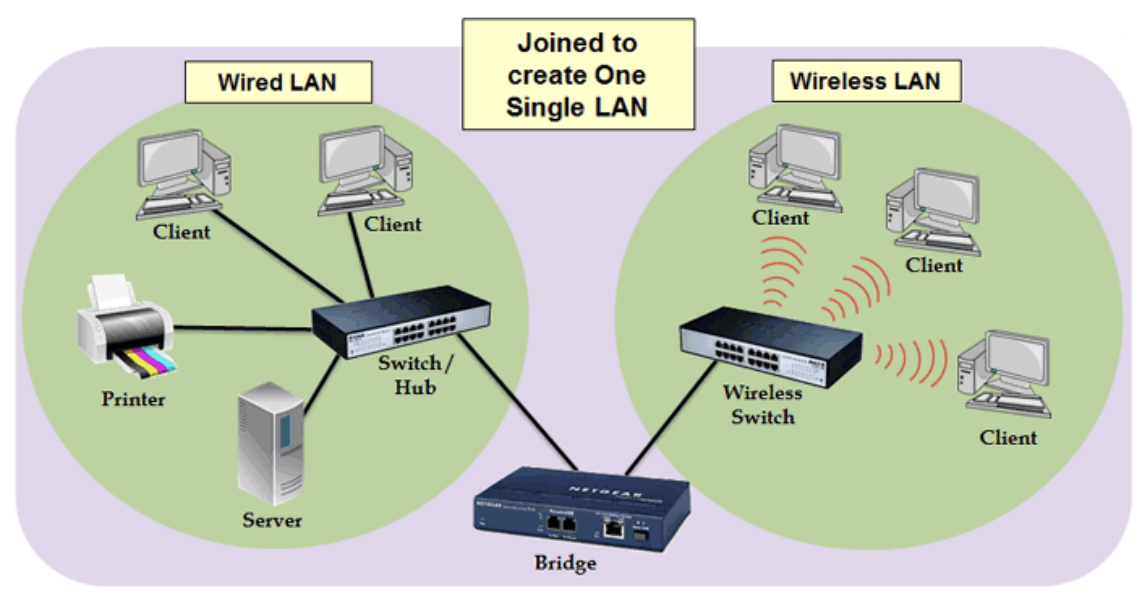 Joined to
create One
Single LAN
Wired LAN
Wireless LAN
Client
Client
Printer
Server
Switch/
Hub
Client
Client
Client
Wireless
Switch
NETGEAR
NETGEAR
Bridge